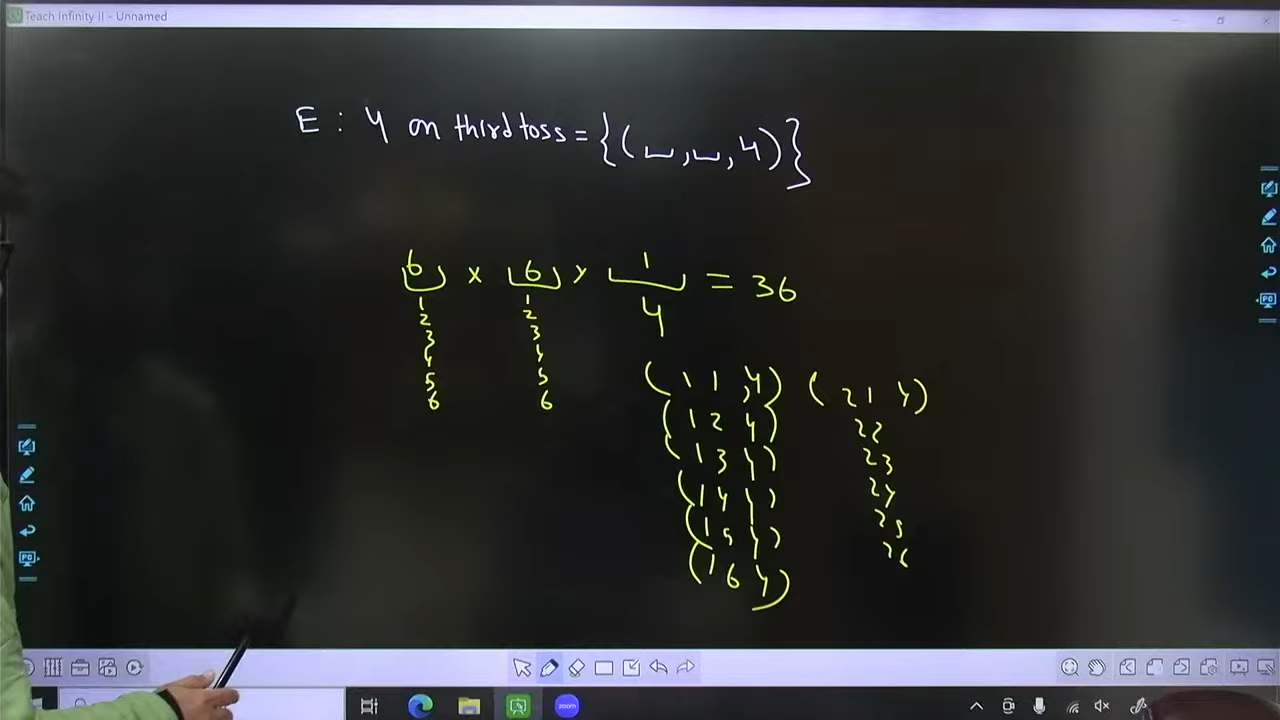 Teach Infinity II - Unnamed
E : 4 on third toss = {(␣,␣, 4)}
6 × 6 × 1 = 36
1 1 4
2 2
3 3
4 4
5 5
6 6
(1 1 ,4) (2 1 4)
(1 2 4) 2 2
(1 3 4) 2 3
(1 4 4) 2 4
(1 5 4) 2 5
(1 6 4) 2 6
PC
PC
zoom